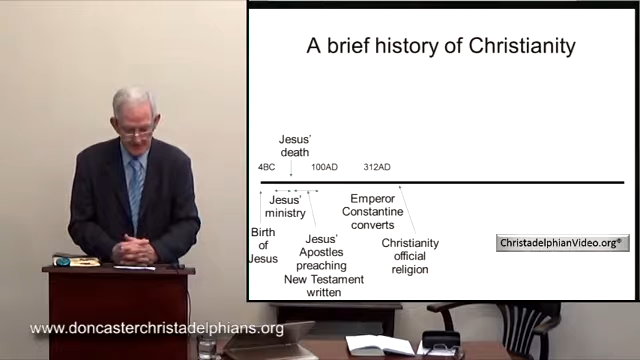 A brief history of Christianity
Jesus'
death
4BC
100AD
312AD
Jesus'
ministry
Birth
of
Jesus
Jesus'
Apostles
preaching
New Testament
written
Emperor
Constantine
converts
Christianity
official
religion
ChristadelphianVideo.org®
www.doncasterchristadelphians.org